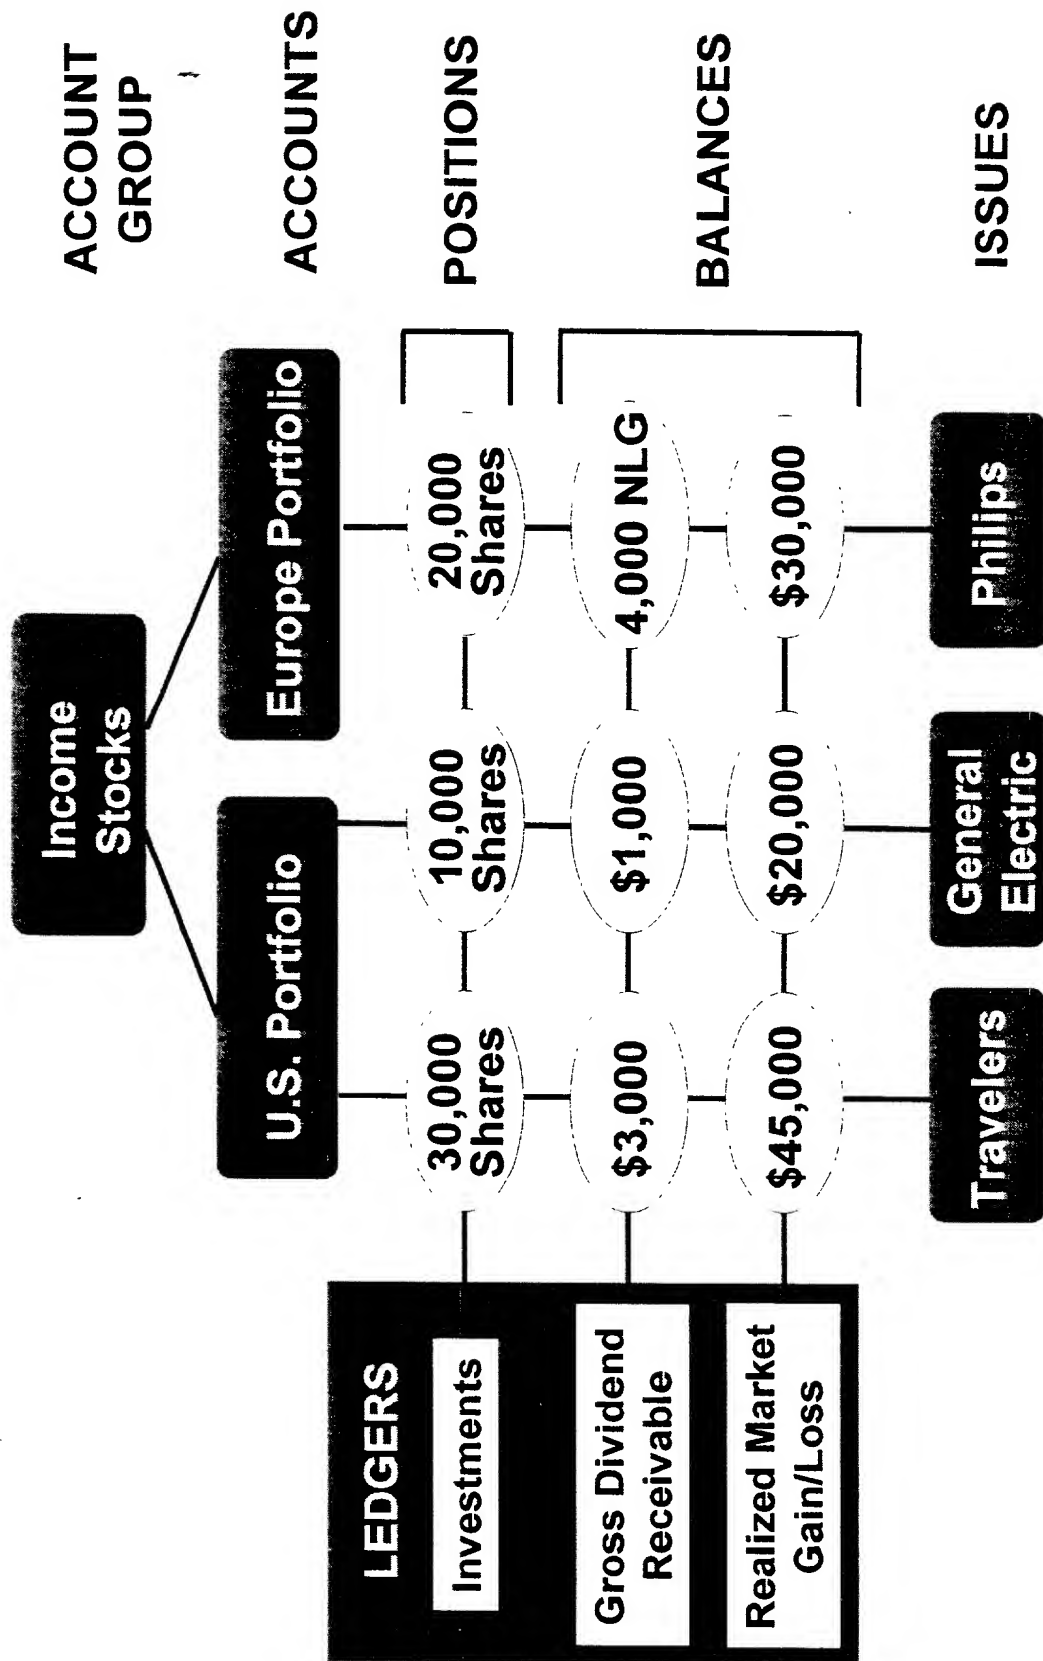 ACCOUNT
GROUP
Income
Stocks
ACCOUNTS
U.S. Portfolio
Europe Portfolio
POSITIONS
LEDGERS
Investments
30,000
Shares
10,000
Shares
20,000
Shares
BALANCES
Gross Dividend
Receivable
$3,000
$1,000
4,000 NLG
Realized Market
Gain/Loss
$45,000
$20,000
$30,000
ISSUES
Travelers
General
Electric
Phillips